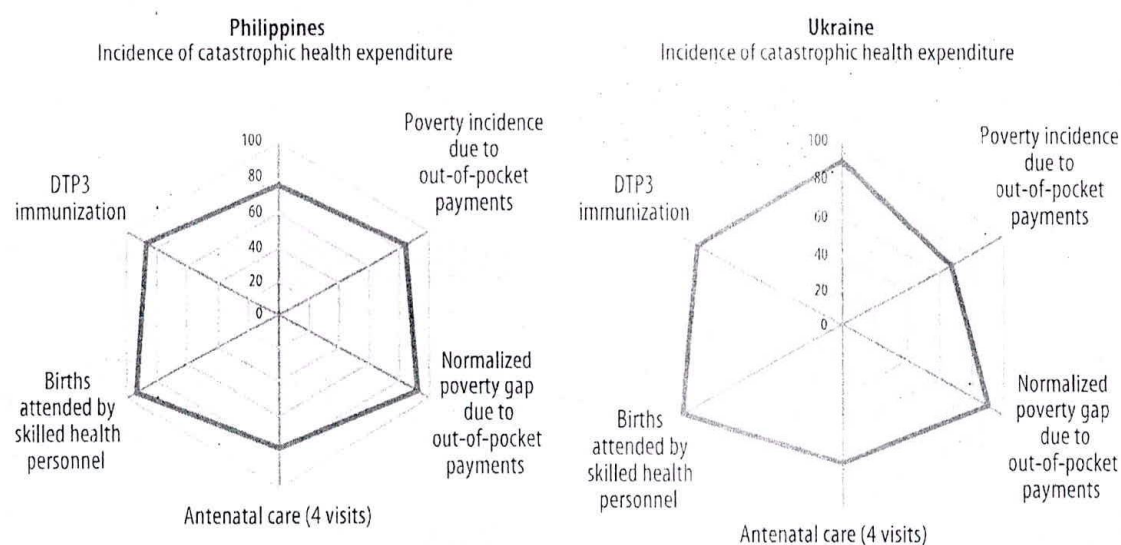 Philippines
Incidence of catastrophic health expenditure
100
80
60
40
20
0
Poverty incidence
due to
out-of-pocket
payments
Normalized
poverty gap
due to
out-of-pocket
payments
Antenatal care (4 visits)
Births
attended by
skilled health
personnel
DTP3
immunization
Ukraine
Incidence of catastrophic health expenditure
100
80
60
40
20
0
Poverty incidence
due to
out-of-pocket
payments
Normalized
poverty gap
due to
out-of-pocket
payments
Antenatal care (4 visits)
Births
attended by
skilled health
personnel
DTP3
immunization